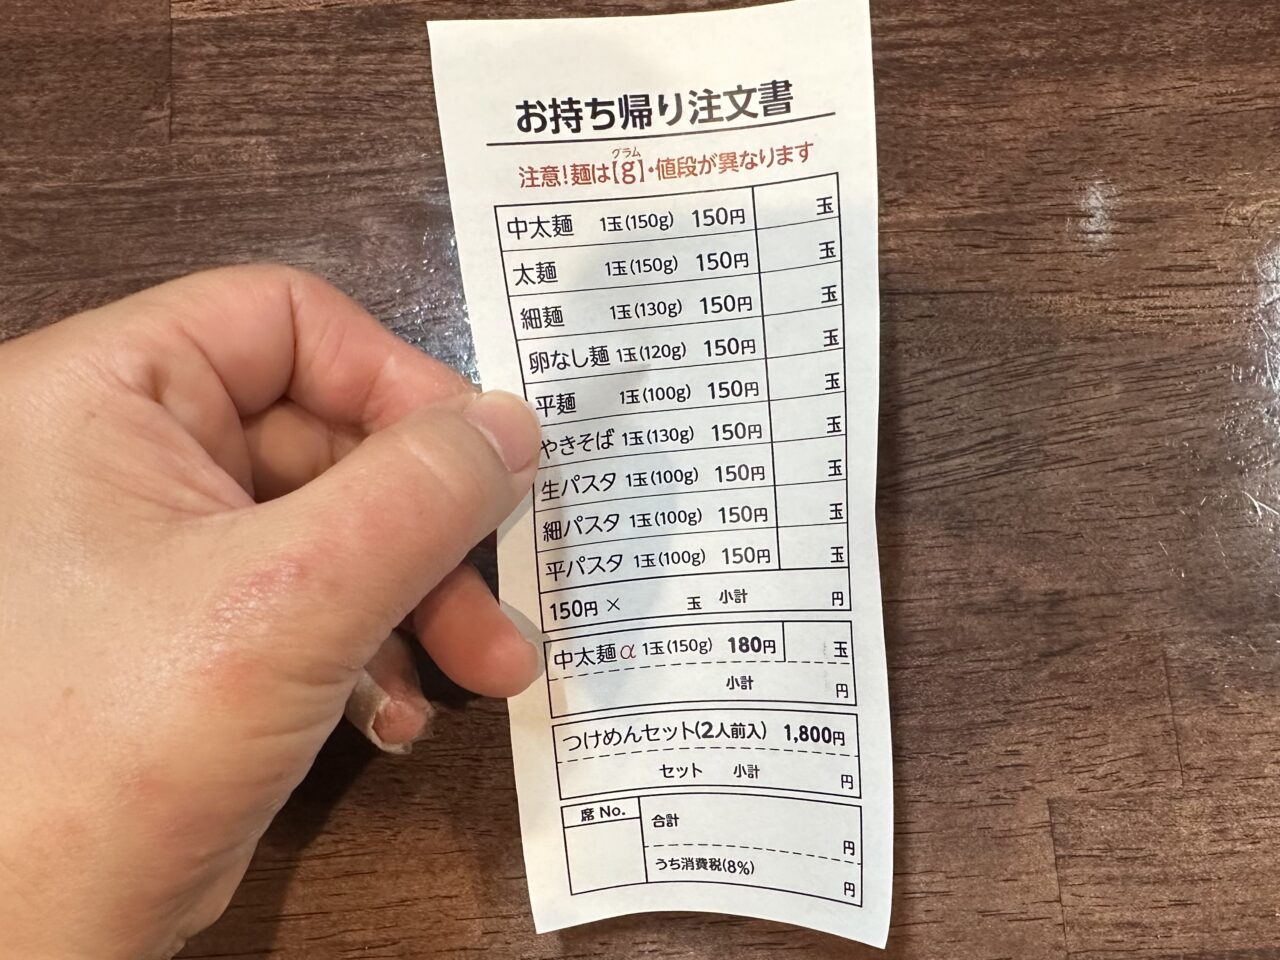 お持ち帰り注文書
グラム
注意!麺は【g】・値段が異なります
中太麺 1玉(150g) 150円 玉
太麺 1玉(150g) 150円 玉
細麺 1玉(130g) 150円 玉
卵なし麺 1玉(120g) 150円 玉
平麺 1玉(100g) 150円 玉
やきそば 1玉(130g) 150円 玉
生パスタ 1玉(100g) 150円 玉
細パスタ 1玉(100g) 150円 玉
平パスタ 1玉(100g) 150円 玉
150円 × 玉 小計 円
中太麺α 1玉(150g) 180円 玉
小計 円
つけめんセット(2人前入) 1,800円
セット 小計 円
席 No.
合計 円
うち消費税(8%) 円